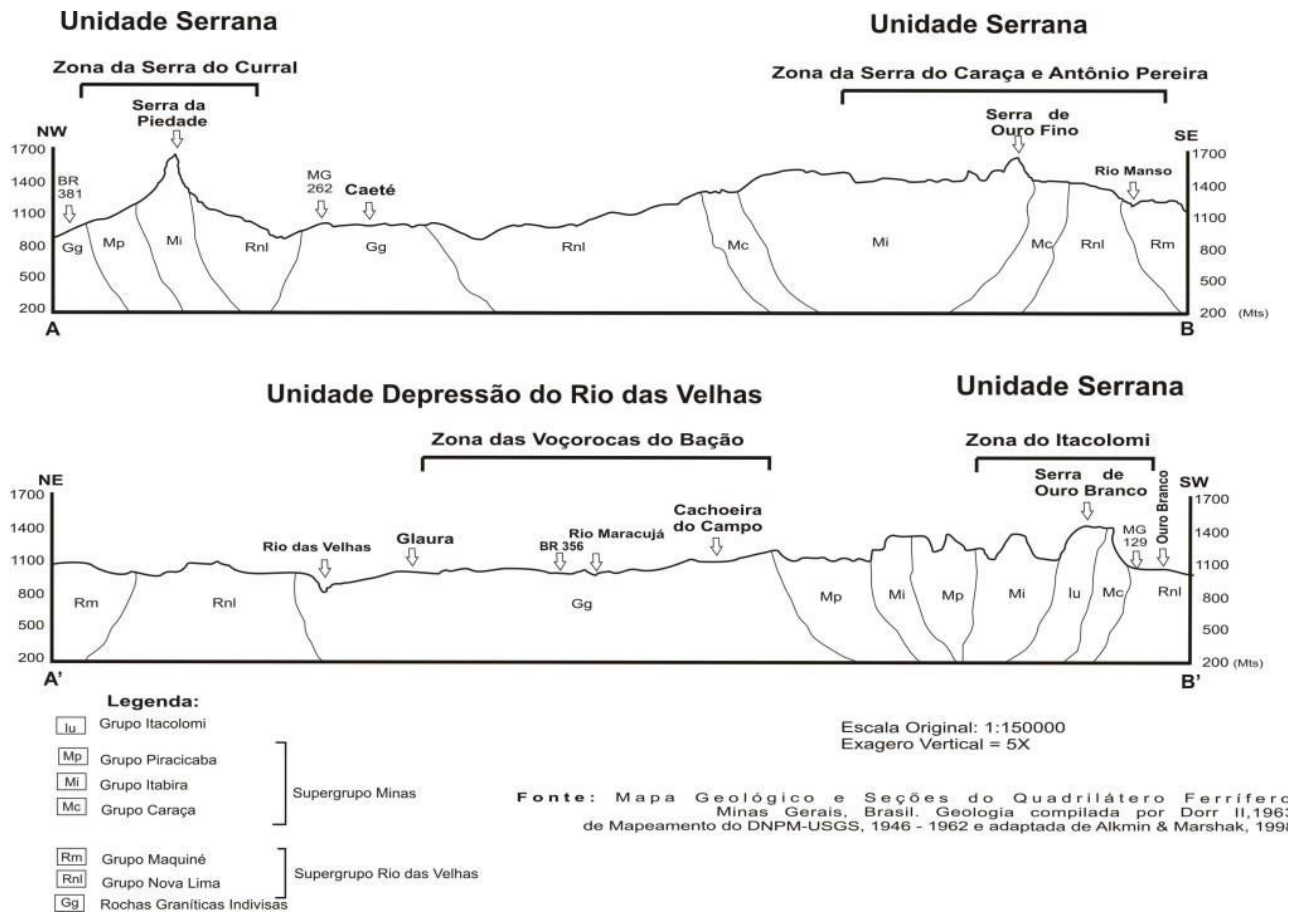 Unidade Serrana
Unidade Serrana
Zona da Serra do Curral
Zona da Serra do Caraça e Antônio Pereira
Serra da
Piedade
Serra de
Ouro Fino
NW
SE
1700
1400
1100
800
500
200
BR
381
MG
262
Caeté
Rio Manso
1700
1400
1100
800
500
200
(Mts)
Gg
Mp
Mi
Rnl
Gg
Rnl
Mc
Mi
Mc
Rnl
Rm
A
B
Unidade Depressão do Rio das Velhas
Unidade Serrana
Zona das Voçorocas do Bação
Zona do Itacolomi
NE
SW
1700
1400
1100
800
500
200
Rio das Velhas
Glaura
BR 356
Rio Maracujá
Cachoeira
do Campo
Serra de
Ouro Branco
MG
129
Ouro Branco
1700
1400
1100
800
500
200
(Mts)
Rm
Rnl
Gg
Mp
Mi
Mp
Mi
Iu
Mc
Rnl
A'
B'
Legenda:
Iu Grupo Itacolomi
Mp Grupo Piracicaba
Mi Grupo Itabira
Mc Grupo Caraça
Supergrupo Minas
Rm Grupo Maquiné
Rnl Grupo Nova Lima
Supergrupo Rio das Velhas
Gg Rochas Graníticas Indivisas
Escala Original: 1:150000
Exagero Vertical = 5X
Fonte: Mapa Geológico e Seções do Quadrilátero Ferrífero
Minas Gerais, Brasil. Geologia compilada por Dorr II,1963
de Mapeamento do DNPM-USGS, 1946 - 1962 e adaptada de Alkmin & Marshak, 1998